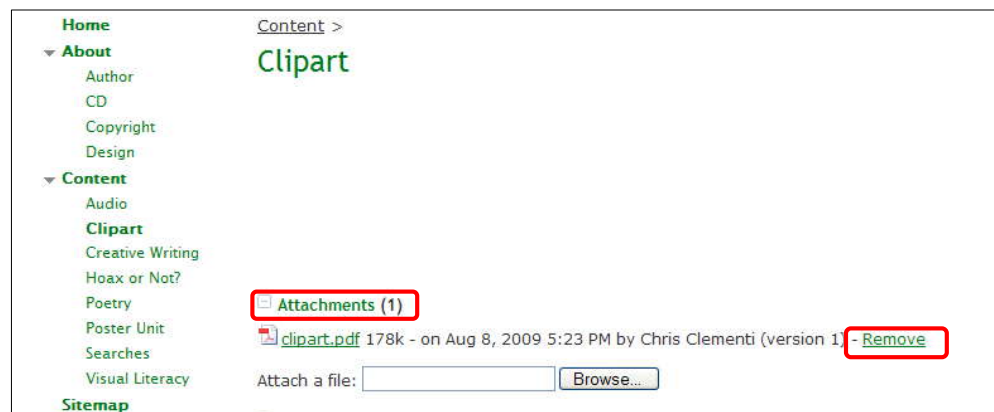 Home
About
Author
CD
Copyright
Design
Content
Audio
Clipart
Creative Writing
Hoax or Not?
Poetry
Poster Unit
Searches
Visual Literacy
Sitemap
Content >
Clipart
Attachments (1)
clipart.pdf 178k - on Aug 8, 2009 5:23 PM by Chris Clementi (version 1) - Remove
Attach a file: Browse...